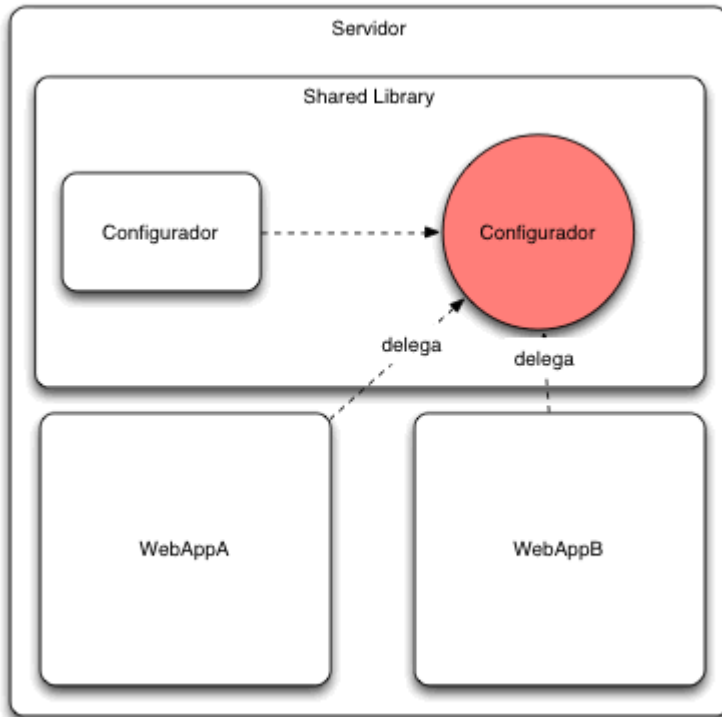 Servidor
Shared Library
Configurador
Configurador
delega
delega
WebAppA
WebAppB